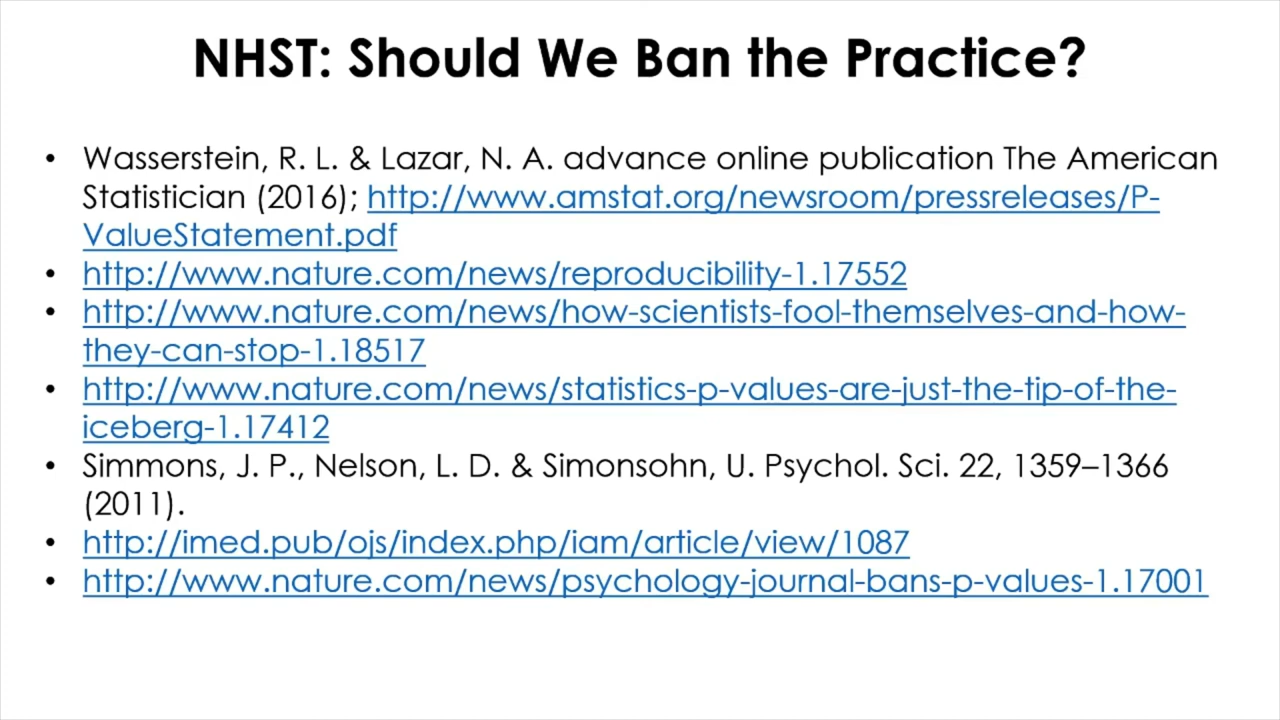 NHST: Should We Ban the Practice?
• Wasserstein, R. L. & Lazar, N. A. advance online publication The American
Statistician (2016); http://www.amstat.org/newsroom/pressreleases/P-
ValueStatement.pdf
• http://www.nature.com/news/reproducibility-1.17552
• http://www.nature.com/news/how-scientists-fool-themselves-and-how-
they-can-stop-1.18517
• http://www.nature.com/news/statistics-p-values-are-just-the-tip-of-the-
iceberg-1.17412
• Simmons, J. P., Nelson, L. D. & Simonsohn, U. Psychol. Sci. 22, 1359–1366
(2011).
• http://imed.pub/ojs/index.php/iam/article/view/1087
• http://www.nature.com/news/psychology-journal-bans-p-values-1.17001